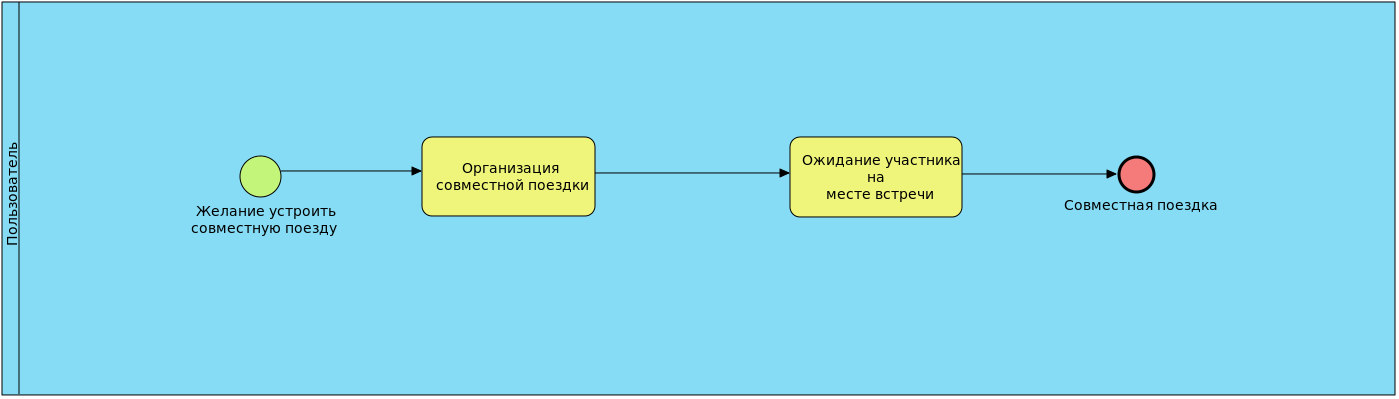 Пользователь
Желание устроить
совместную поезду
Организация
совместной поездки
Ожидание участника
на
месте встречи
Совместная поездка